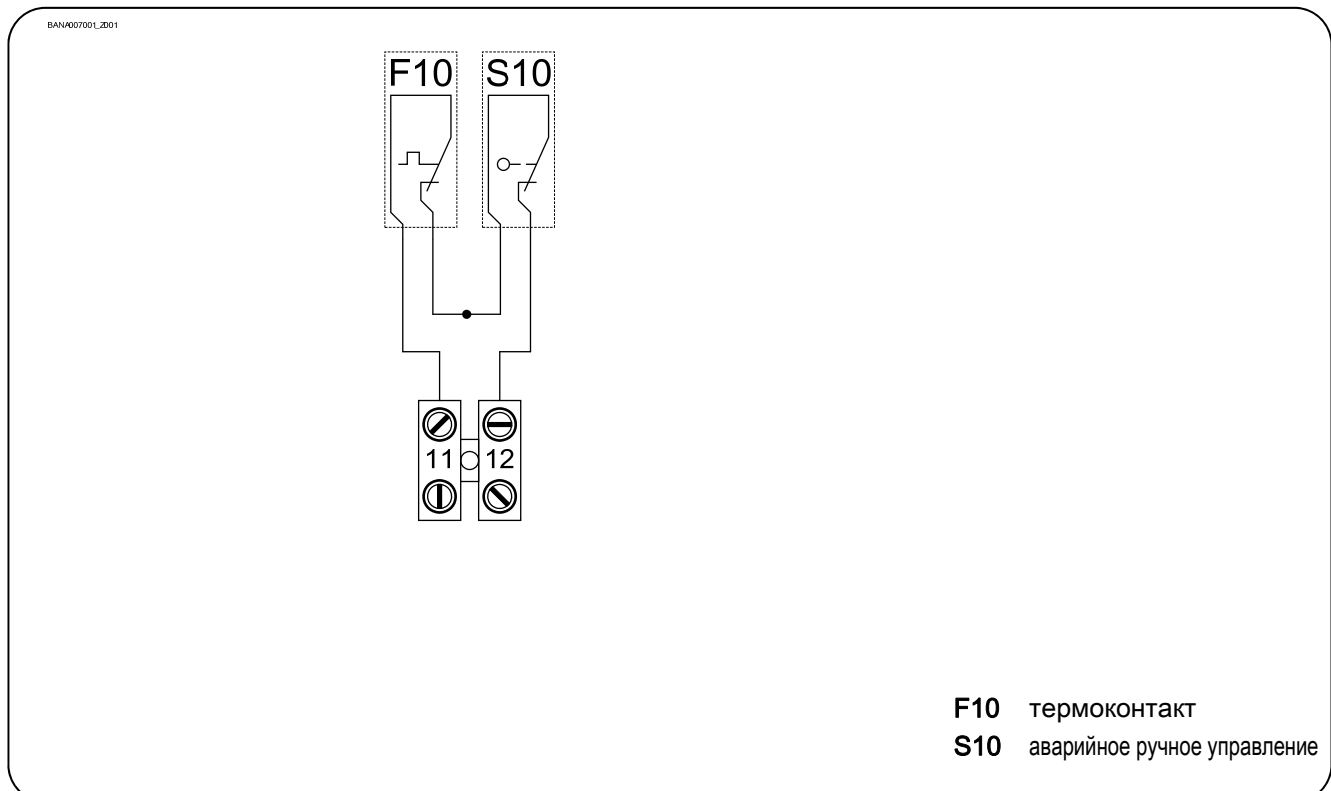 BANA007001_ZD01
F10 S10
11 12
F10 термоконтакт
S10 аварийное ручное управление